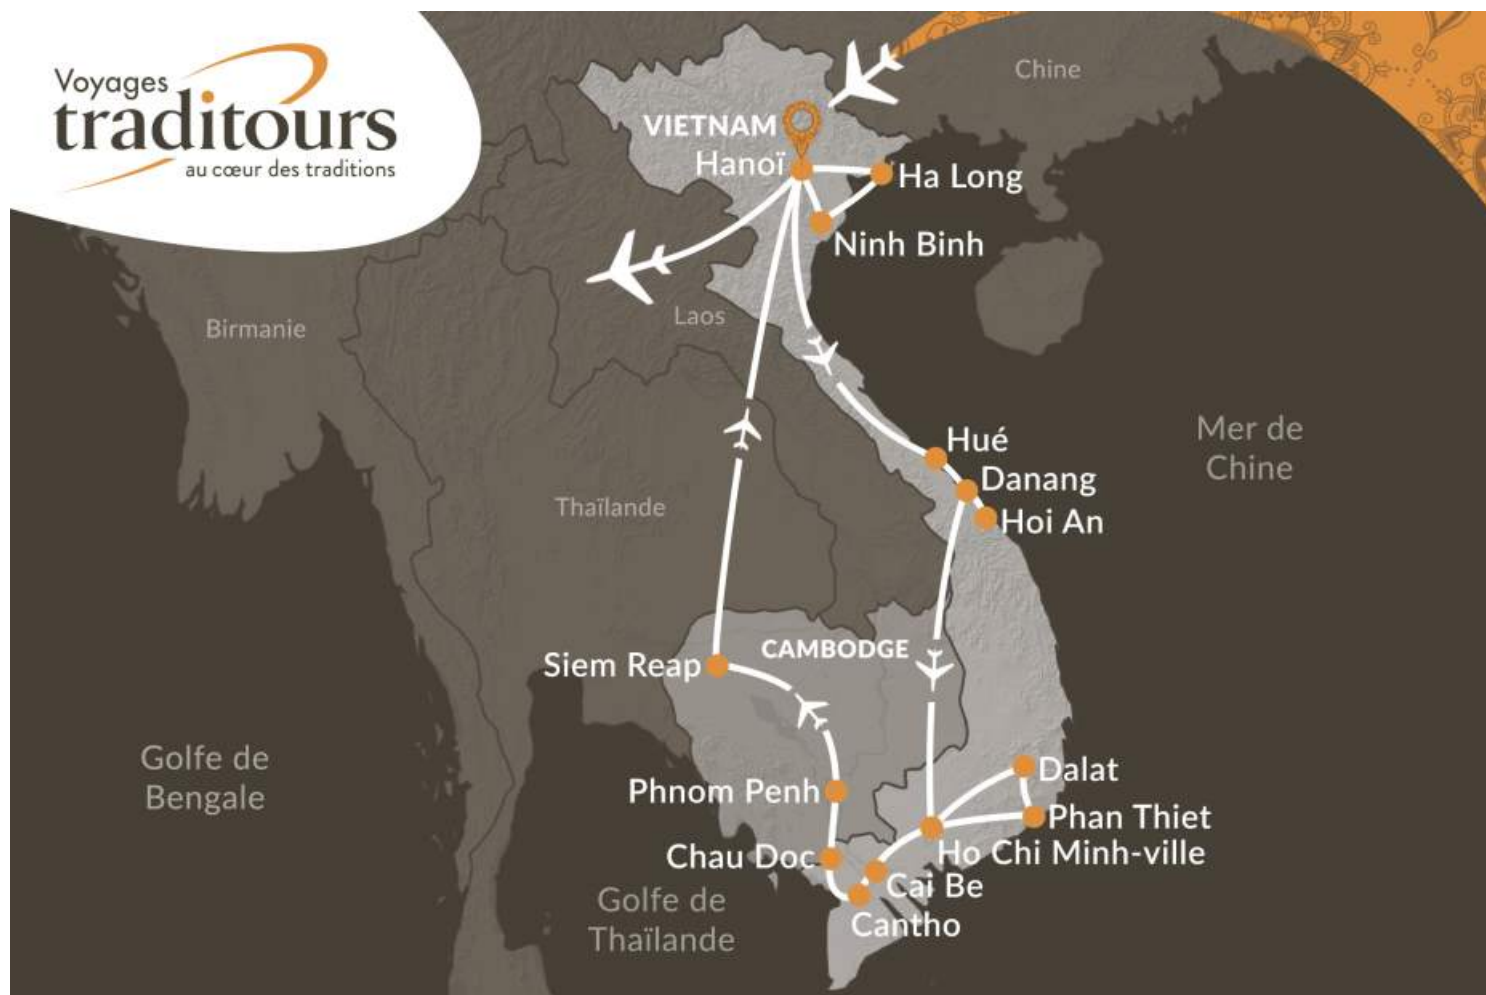 Voyages
traditours
au cœur des traditions
Chine
VIETNAM
Hanoï
Ha Long
Ninh Binh
Laos
Birmanie
Hué
Mer de
Chine
Danang
Thaïlande
Hoi An
CAMBODGE
Siem Reap
Golfe de
Bengale
Dalat
Phnom Penh
Phan Thiet
Ho Chi Minh-ville
Chau Doc
Cai Be
Golfe de
Thaïlande
Cantho